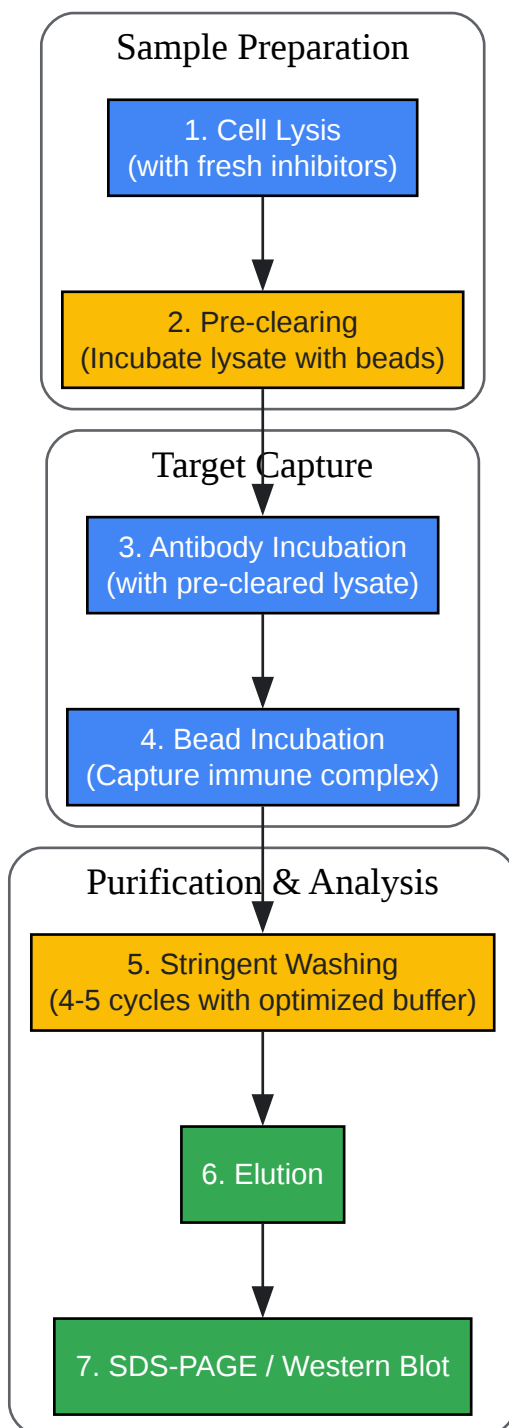 Sample Preparation
1. Cell Lysis
(with fresh inhibitors)
2. Pre-clearing
(Incubate lysate with beads)
Target Capture
3. Antibody Incubation
(with pre-cleared lysate)
4. Bead Incubation
(Capture immune complex)
Purification & Analysis
5. Stringent Washing
(4-5 cycles with optimized buffer)
6. Elution
7. SDS-PAGE / Western Blot